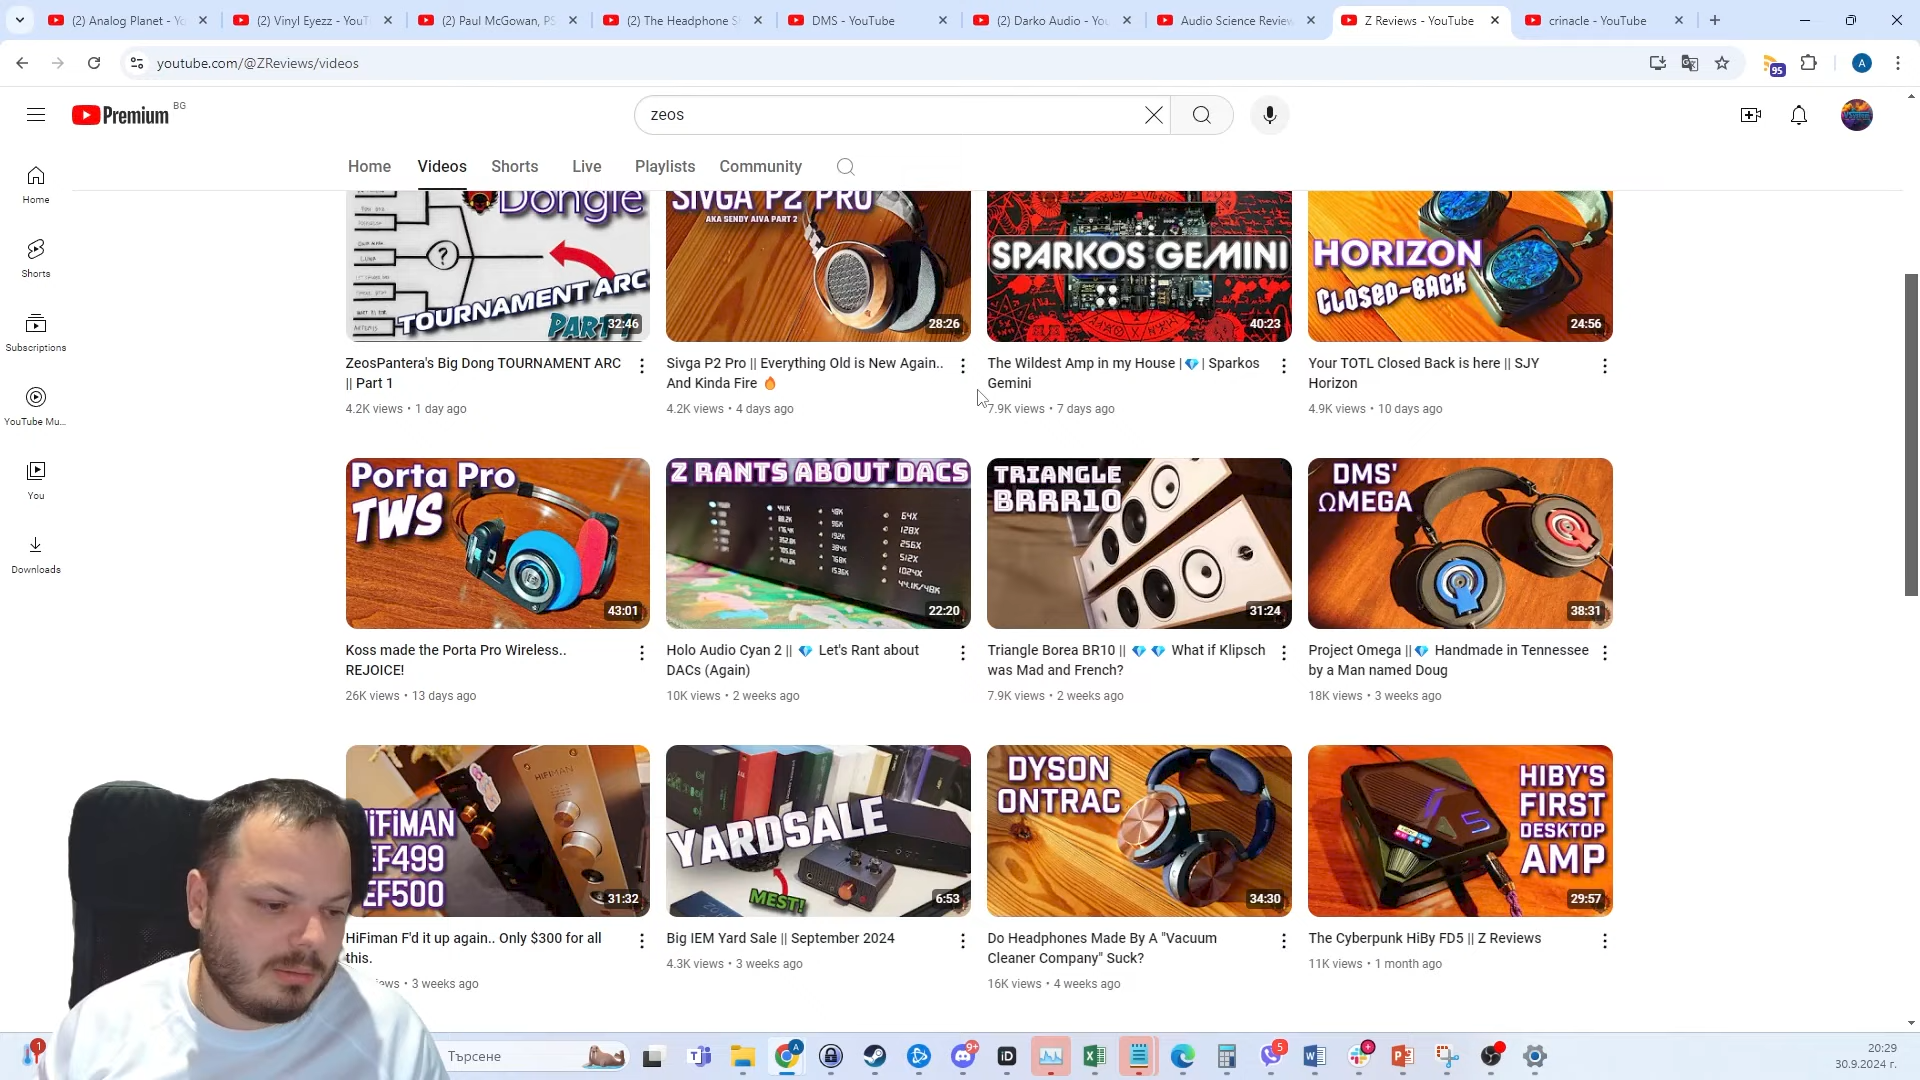 (2) Analog Planet - Yo
(2) Vinyl Eyezz - YouT
(2) Paul McGowan, PS
(2) The Headphone S
DMS - YouTube
(2) Darko Audio - You
Audio Science Review
Z Reviews - YouTube
crinacle - YouTube
youtube.com/@ZReviews/videos
95
A
Premium BG
zeos
Home
Videos
Shorts
Live
Playlists
Community
Home
Shorts
Subscriptions
YouTube Mu...
You
Downloads
Dongle
TOURNAMENT ARC
PART 1
32:46
SIVGA P2 PRO
AKA SENDY AIVA PART 2
28:26
SPARKOS GEMINI
40:23
HORIZON
CLOSED-BACK
24:56
ZeosPantera's Big Dong TOURNAMENT ARC
|| Part 1
4.2K views • 1 day ago
Sivga P2 Pro || Everything Old is New Again..
And Kinda Fire 🔥
4.2K views • 4 days ago
The Wildest Amp in my House |💎| Sparkos
Gemini
7.9K views • 7 days ago
Your TOTL Closed Back is here || SJY
Horizon
4.9K views • 10 days ago
Porta Pro
TWS
43:01
Z RANTS ABOUT DACS
22:20
TRIANGLE
BRRR10
31:24
DMS'
ΩMEGA
38:31
Koss made the Porta Pro Wireless..
REJOICE!
26K views • 13 days ago
Holo Audio Cyan 2 || 💎 Let's Rant about
DACs (Again)
10K views • 2 weeks ago
Triangle Borea BR10 || 💎 💎 What if Klipsch
was Mad and French?
7.9K views • 2 weeks ago
Project Omega ||💎 Handmade in Tennessee
by a Man named Doug
18K views • 3 weeks ago
HIFIMAN
EF499
EF500
31:32
YARDSALE
MEST!
6:53
DYSON
ONTRAC
34:30
HIBY'S
FIRST
DESKTOP
AMP
29:57
HiFiman F'd it up again.. Only $300 for all
this.
views • 3 weeks ago
Big IEM Yard Sale || September 2024
4.3K views • 3 weeks ago
Do Headphones Made By A "Vacuum
Cleaner Company" Suck?
16K views • 4 weeks ago
The Cyberpunk HiBy FD5 || Z Reviews
11K views • 1 month ago
1
Търсене
A
9+
5
20:29
30.9.2024 г.